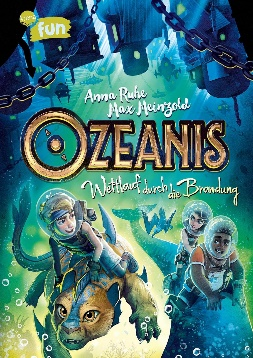 fun
Anna Ruhe
Max Meinzold
OZEANIS
Wettlauf durch die Brandung